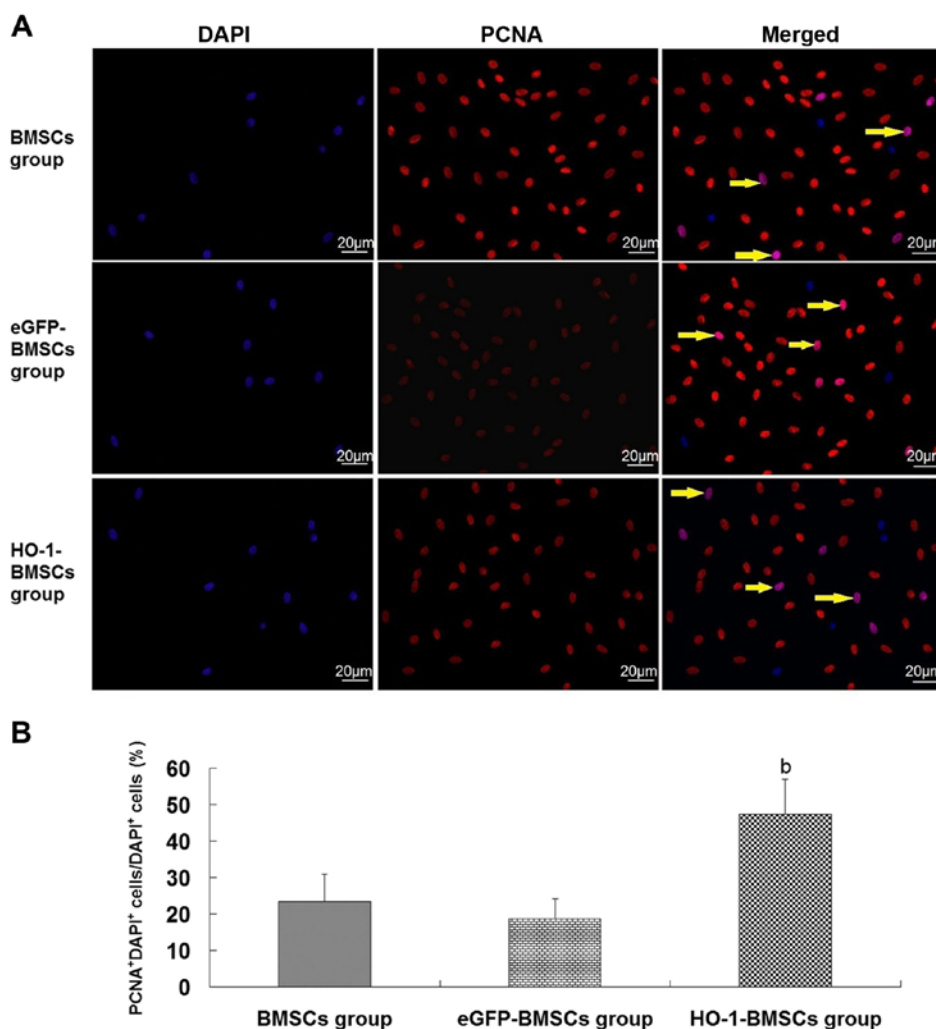 A
DAPI PCNA Merged
BMSCs
group
20µm 20µm 20µm
eGFP-
BMSCs
group
20µm 20µm 20µm
HO-1-
BMSCs
group
20µm 20µm 20µm
B
PCNA⁺DAPI⁺ cells/DAPI⁺ cells (%)
60
50
40
30
20
10
0
b
BMSCs group eGFP-BMSCs group HO-1-BMSCs group